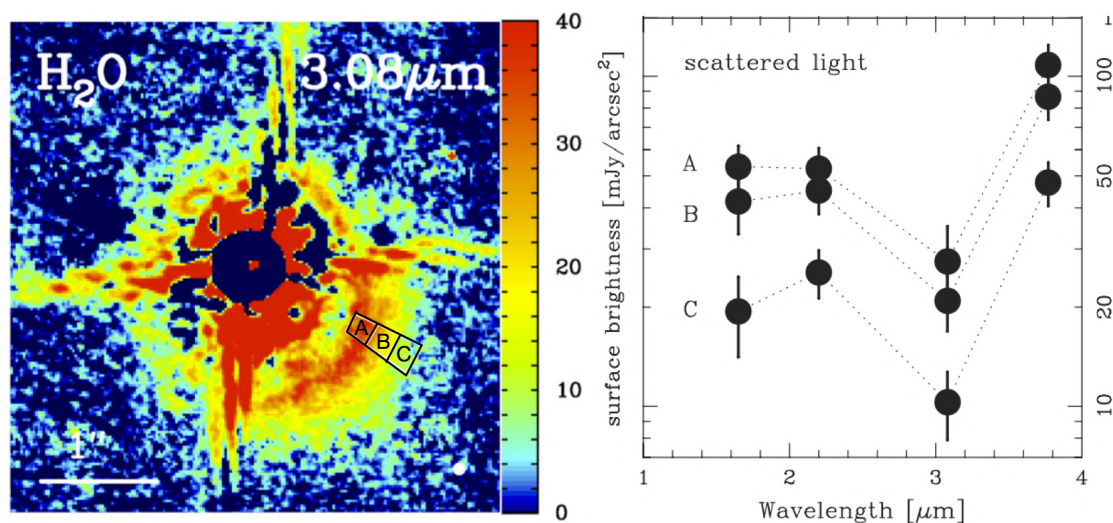 H₂O 3.08μm
40
30
20
10
0
A B C
1"
scattered light
A
B
C
surface brightness [mJy/arcsec²]
1
100
50
20
10
1 2 3 4
Wavelength [μm]